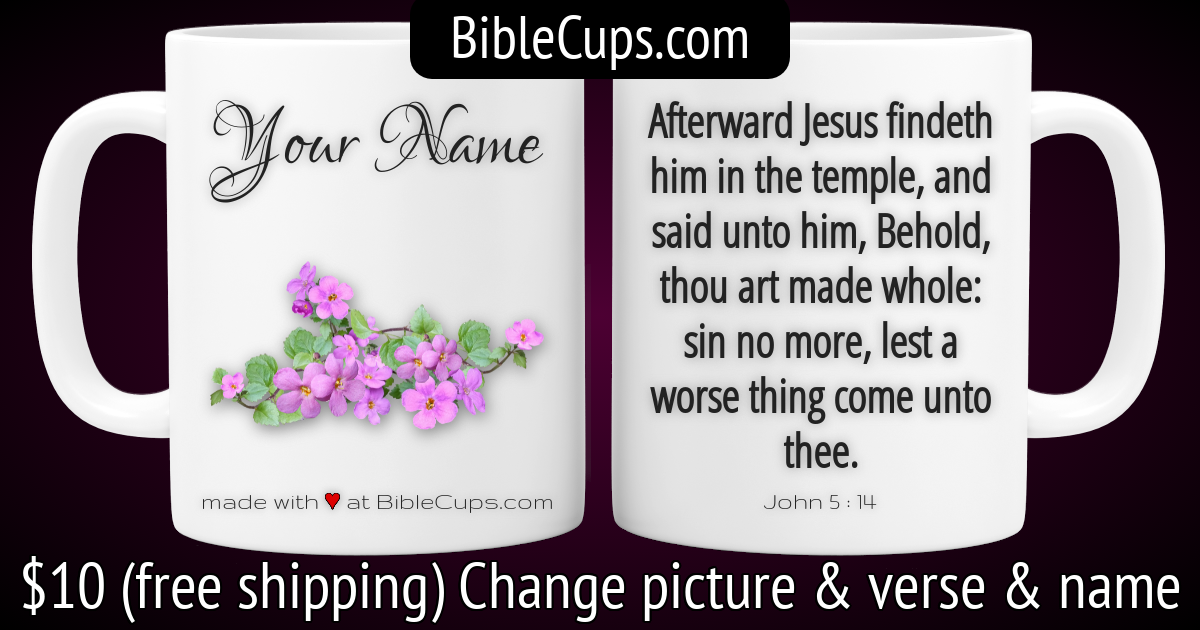 BibleCups.com
Your Name
made with ♥ at BibleCups.com
Afterward Jesus findeth
him in the temple, and
said unto him, Behold,
thou art made whole:
sin no more, lest a
worse thing come unto
thee.
John 5 : 14
$10 (free shipping) Change picture & verse & name